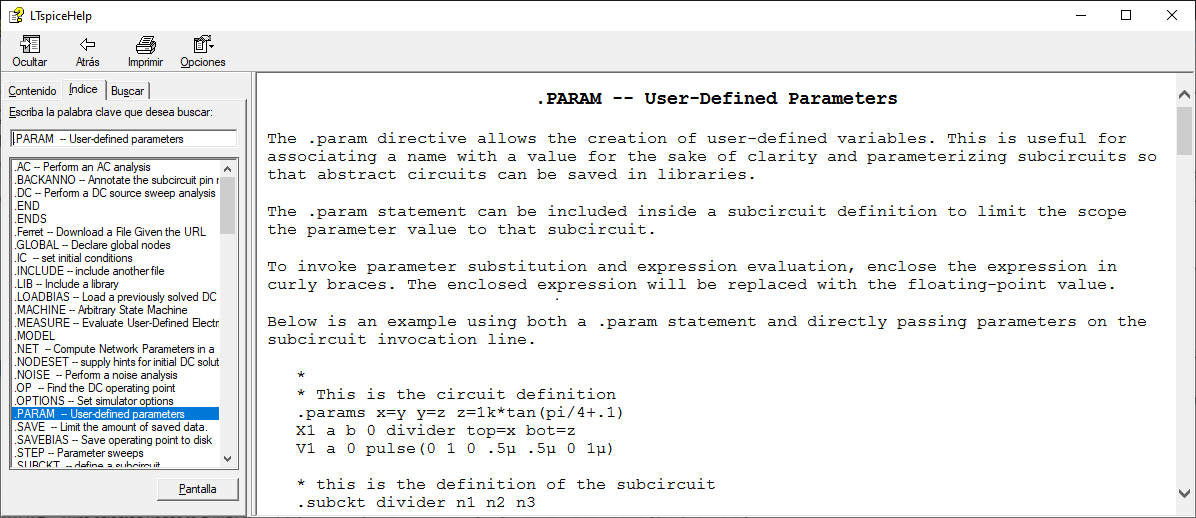 LTspiceHelp
Ocultar Atrás Imprimir Opciones
Contenido Índice Buscar
Escriba la palabra clave que desea buscar:
.PARAM -- User-defined parameters
.AC -- Perform an AC analysis
.BACKANNO -- Annotate the subcircuit pin
.DC -- Perform a DC source sweep analysis
.END
.ENDS
.Ferret -- Download a File Given the URL
.GLOBAL -- Declare global nodes
.IC -- set initial conditions
.INCLUDE -- include another file
.LIB -- Include a library
.LOADBIAS -- Load a previously solved DC
.MACHINE -- Arbitrary State Machine
.MEASURE -- Evaluate User-Defined Electr
.MODEL
.NET -- Compute Network Parameters in a
.NODESET -- supply hints for initial DC solut
.NOISE -- Perform a noise analysis
.OP -- Find the DC operating point
.OPTIONS -- Set simulator options
.PARAM -- User-defined parameters
.SAVE -- Limit the amount of saved data.
.SAVEBIAS -- Save operating point to disk
.STEP -- Parameter sweeps
.SUBCKT -- define a subcircuit
Pantalla
.PARAM -- User-Defined Parameters
The .param directive allows the creation of user-defined variables. This is useful for
associating a name with a value for the sake of clarity and parameterizing subcircuits so
that abstract circuits can be saved in libraries.
The .param statement can be included inside a subcircuit definition to limit the scope
the parameter value to that subcircuit.
To invoke parameter substitution and expression evaluation, enclose the expression in
curly braces. The enclosed expression will be replaced with the floating-point value.
Below is an example using both a .param statement and directly passing parameters on the
subcircuit invocation line.
*
* This is the circuit definition
.params x=y y=z z=1k*tan(pi/4+.1)
X1 a b 0 divider top=x bot=z
V1 a 0 pulse(0 1 0 .5µ .5µ 0 1µ)
* this is the definition of the subcircuit
.subckt divider n1 n2 n3